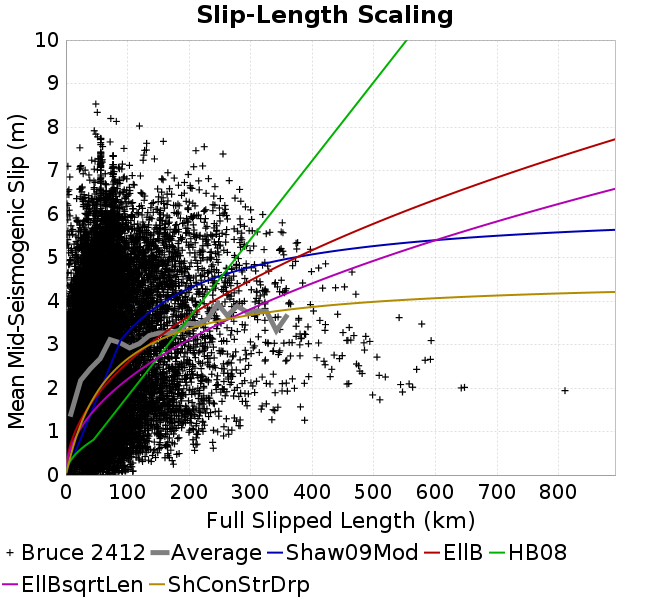 Slip-Length Scaling
Mean Mid-Seismogenic Slip (m)
10
9
8
7
6
5
4
3
2
1
0
0 100 200 300 400 500 600 700 800
Full Slipped Length (km)
Bruce 2412 Average Shaw09Mod EllB HB08
EllBsqrtLen ShConStrDrp